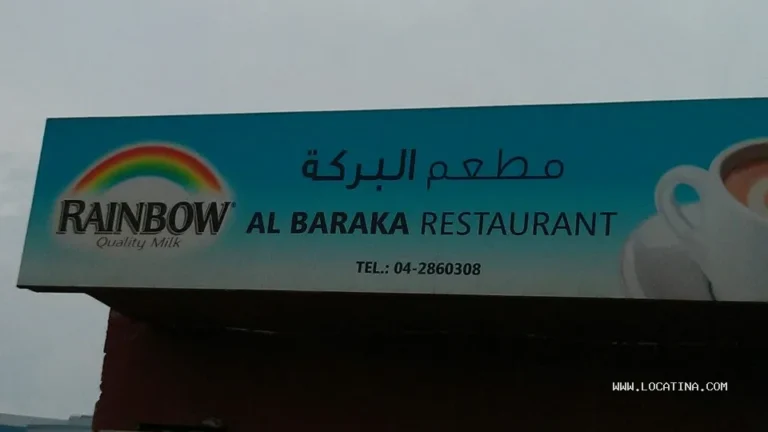 RAINBOW
Quality Milk
مطعم البركة
AL BARAKA RESTAURANT
TEL.: 04-2860308
WWW.LOCATINA.COM